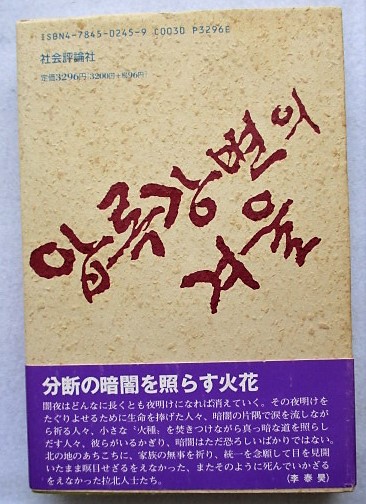 ISBN4-7845-0245-9 C0030 P3296E
社会評論社
定価3296円(3200円+税96円)
압록강변의
겨울
分断の暗闇を照らす火花
闇夜はどんなに長くとも夜明けになれば消えていく。その夜明けを
たぐりよせるために生命を捧げた人々、暗闇の片隅で涙を流しなが
ら祈る人々、小さな〝火種〟を焚きつけながら真っ暗な道を照らし
だす人々、彼らがいるかぎり、暗闇はただ恐ろしいばかりではない。
北の地のあちこちに、家族の無事を祈り、統一を念願して目を見開
いたまま瞑目せざるをえなかった、またそのように死んでいかざる
をえなかった拉北人士たち。
(李泰昊)